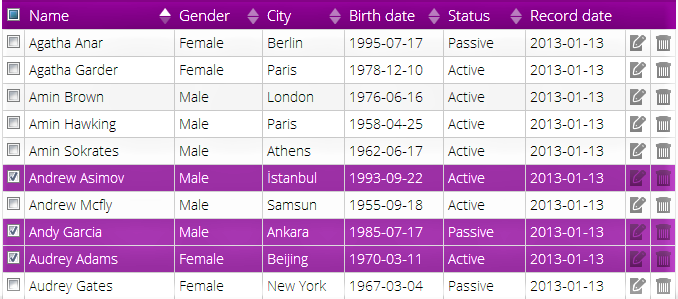 Name Gender City Birth date Status Record date
Agatha Anar Female Berlin 1995-07-17 Passive 2013-01-13
Agatha Garder Female Paris 1978-12-10 Active 2013-01-13
Amin Brown Male London 1976-06-16 Active 2013-01-13
Amin Hawking Male Paris 1958-04-25 Active 2013-01-13
Amin Sokrates Male Athens 1962-06-17 Active 2013-01-13
Andrew Asimov Male İstanbul 1993-09-22 Active 2013-01-13
Andrew Mcfly Male Samsun 1955-09-18 Active 2013-01-13
Andy Garcia Male Ankara 1985-07-17 Passive 2013-01-13
Audrey Adams Female Beijing 1970-03-11 Active 2013-01-13
Audrey Gates Female New York 1967-03-04 Passive 2013-01-13